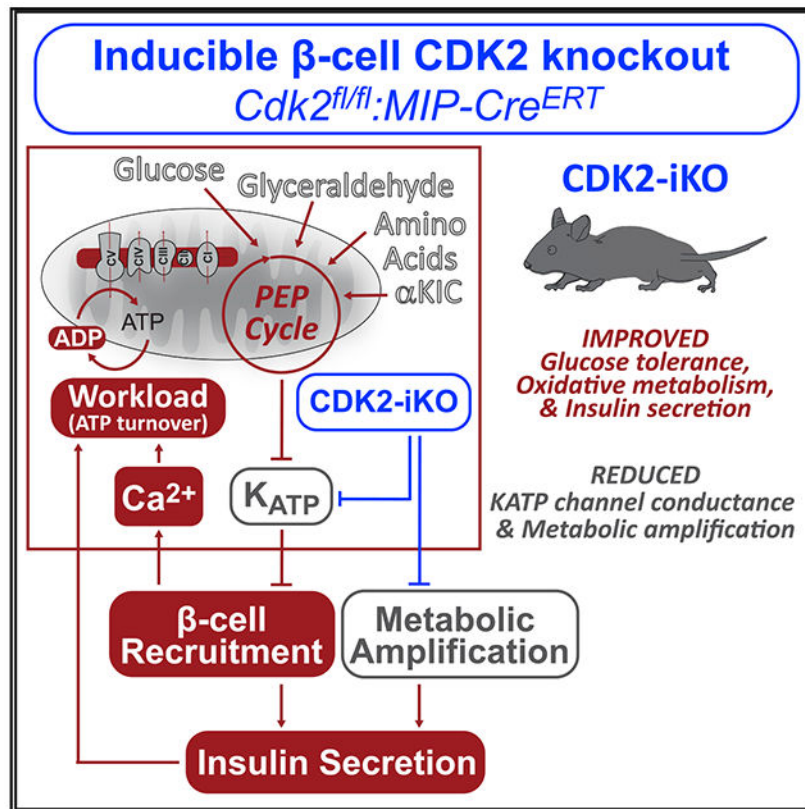 Inducible β-cell CDK2 knockout
Cdk2fl/fl:MIP-CreERT
Glucose
Glyceraldehyde
Amino
Acids
αKIC
CV
CIV
CIII
CII
CI
PEP
Cycle
ADP
ATP
Workload
(ATP turnover)
Ca2+
CDK2-iKO
KATP
β-cell
Recruitment
Metabolic
Amplification
Insulin Secretion
CDK2-iKO
IMPROVED
Glucose tolerance,
Oxidative metabolism,
& Insulin secretion
REDUCED
KATP channel conductance
& Metabolic amplification